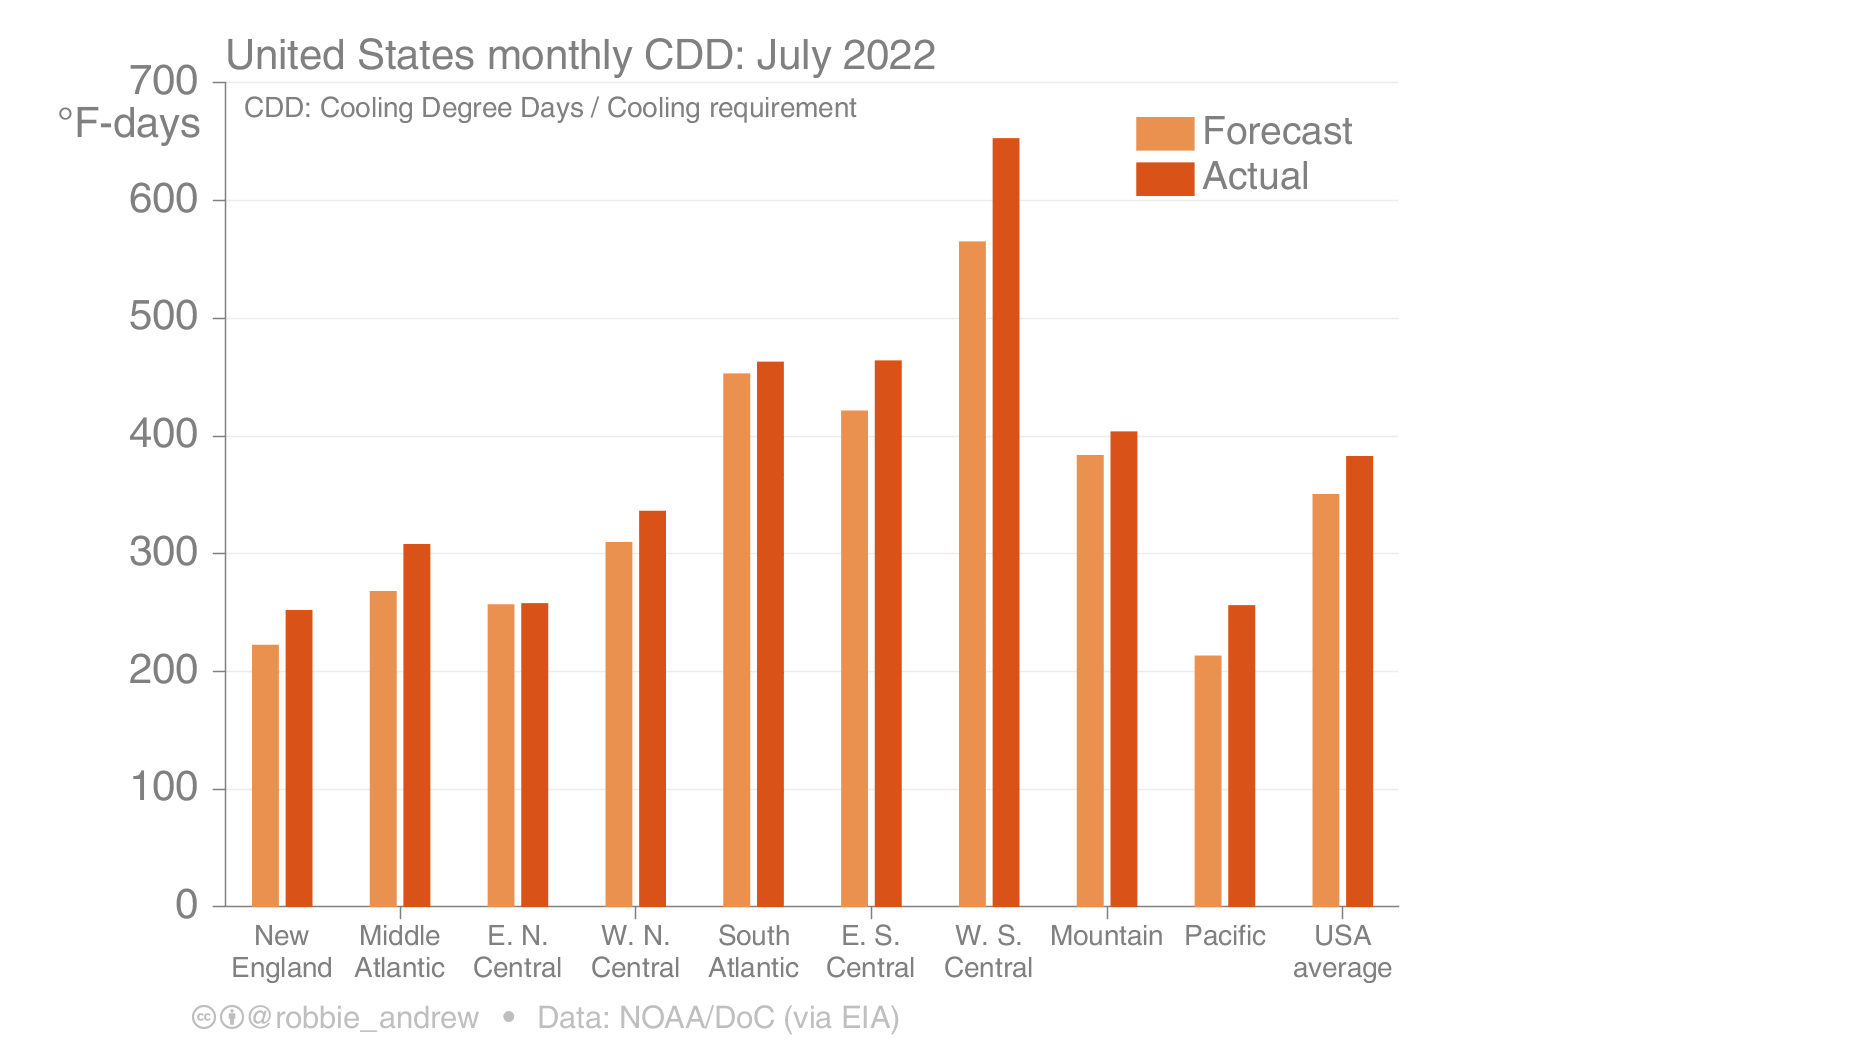 United States monthly CDD: July 2022
700
°F-days
CDD: Cooling Degree Days / Cooling requirement
Forecast
Actual
600
500
400
300
200
100
0
New England
Middle Atlantic
E. N. Central
W. N. Central
South Atlantic
E. S. Central
W. S. Central
Mountain
Pacific
USA average
cc @robbie_andrew • Data: NOAA/DoC (via EIA)